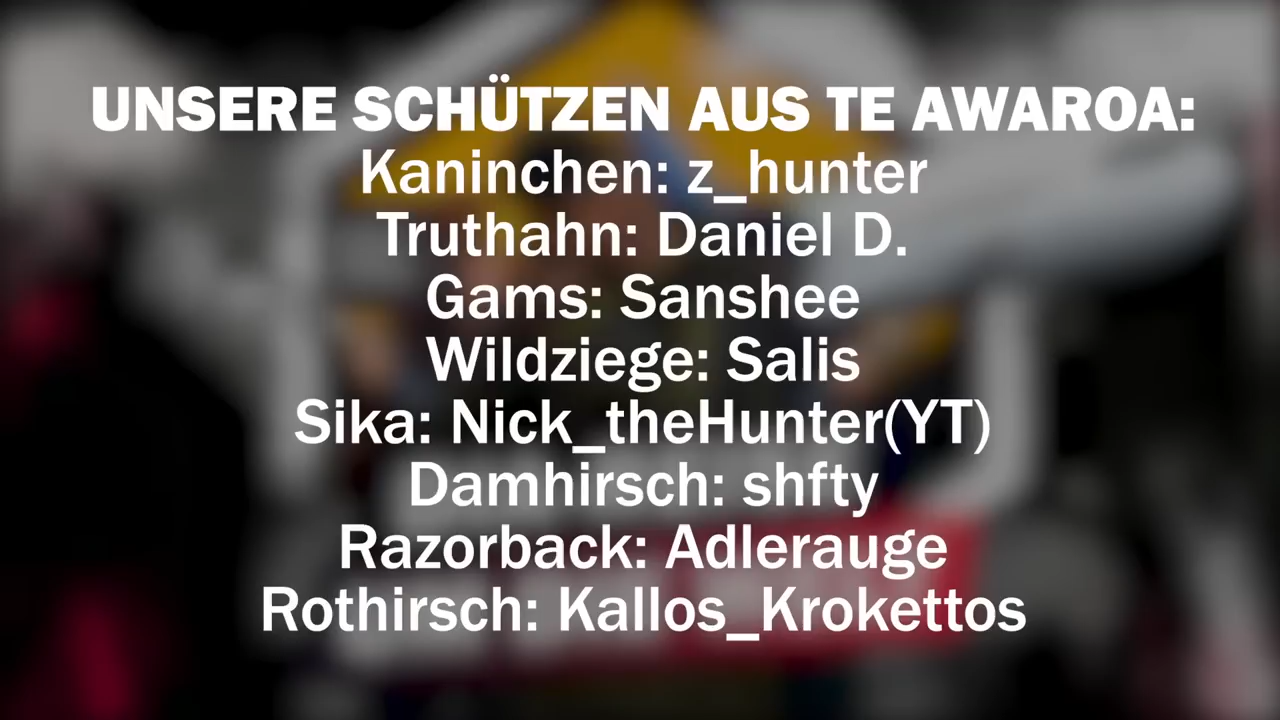 UNSERE SCHÜTZEN AUS TE AWAROA:
Kaninchen: z_hunter
Truthahn: Daniel D.
Gams: Sanshee
Wildziege: Salis
Sika: Nick_theHunter(YT)
Damhirsch: shfty
Razorback: Adlerauge
Rothirsch: Kallos_Krokettos